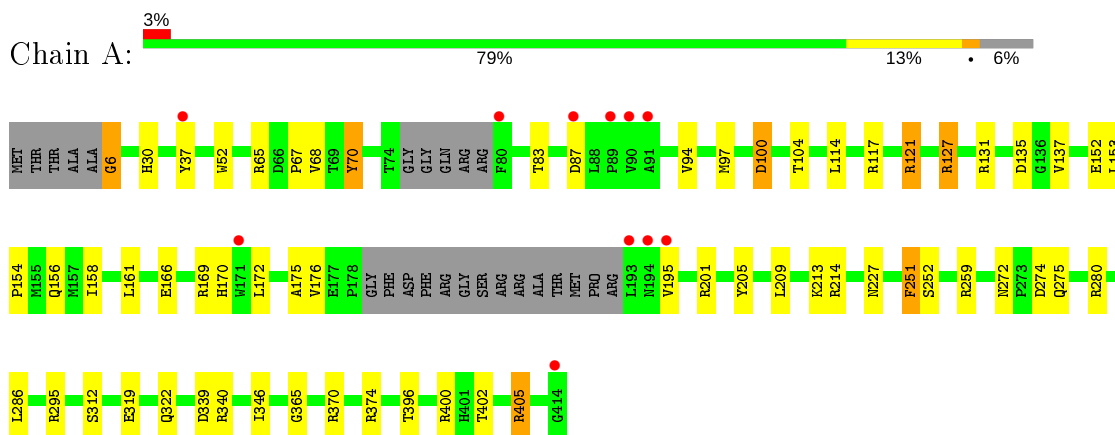 3%
Chain A:
79% 13% • 6%
MET THR THR ALA ALA G6 H30 Y37 W52 R65 D66 P67 V68 T69 Y70 T74 GLY GLY GLN ARG ARG F80 T83 D87 L88 P89 V90 A91 V94 M97 D100 T104 L114 R117 R121 R127 R131 D135 G136 V137 E152 L153
P154 M155 Q156 M157 I158 L161 E166 R169 H170 W171 L172 A175 V176 E177 P178 GLY PHE ASP PHE ARG GLY SER ARG ARG ALA THR MET PRO ARG L193 N194 V195 R201 Y205 L209 K213 R214 N227 F251 S252 R259 N272 P273 D274 Q275 R280
L286 R295 S312 E319 Q322 D339 R340 I346 G365 R370 R374 T396 R400 H401 T402 R405 G414